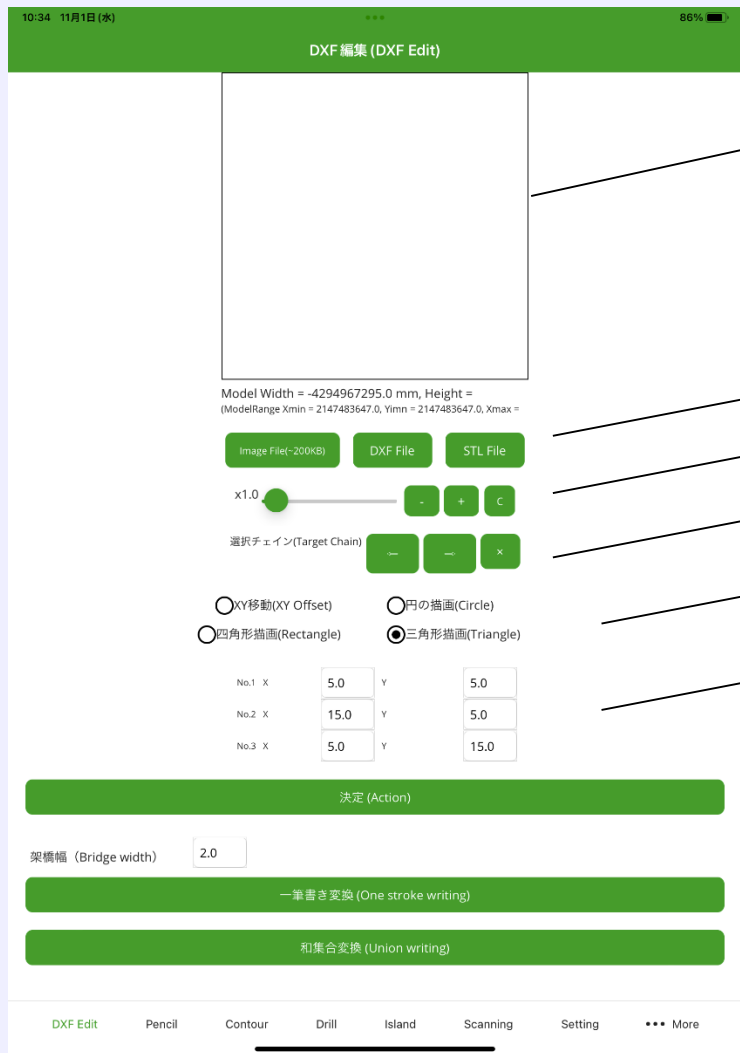 10:34 11月1日(水) 86%
DXF編集 (DXF Edit)
Model Width = -4294967295.0 mm, Height =
(ModelRange Xmin = 2147483647.0, Yimn = 2147483647.0, Xmax =
Image File(~200KB) DXF File STL File
x1.0 - + C
選択チェイン(Target Chain) ×
XY移動(XY Offset) 円の描画(Circle)
四角形描画(Rectangle) 三角形描画(Triangle)
No.1 X 5.0 Y 5.0
No.2 X 15.0 Y 5.0
No.3 X 5.0 Y 15.0
決定 (Action)
架橋幅（Bridge width） 2.0
一筆書き変換 (One stroke writing)
和集合変換 (Union writing)
DXF Edit Pencil Contour Drill Island Scanning Setting ••• More